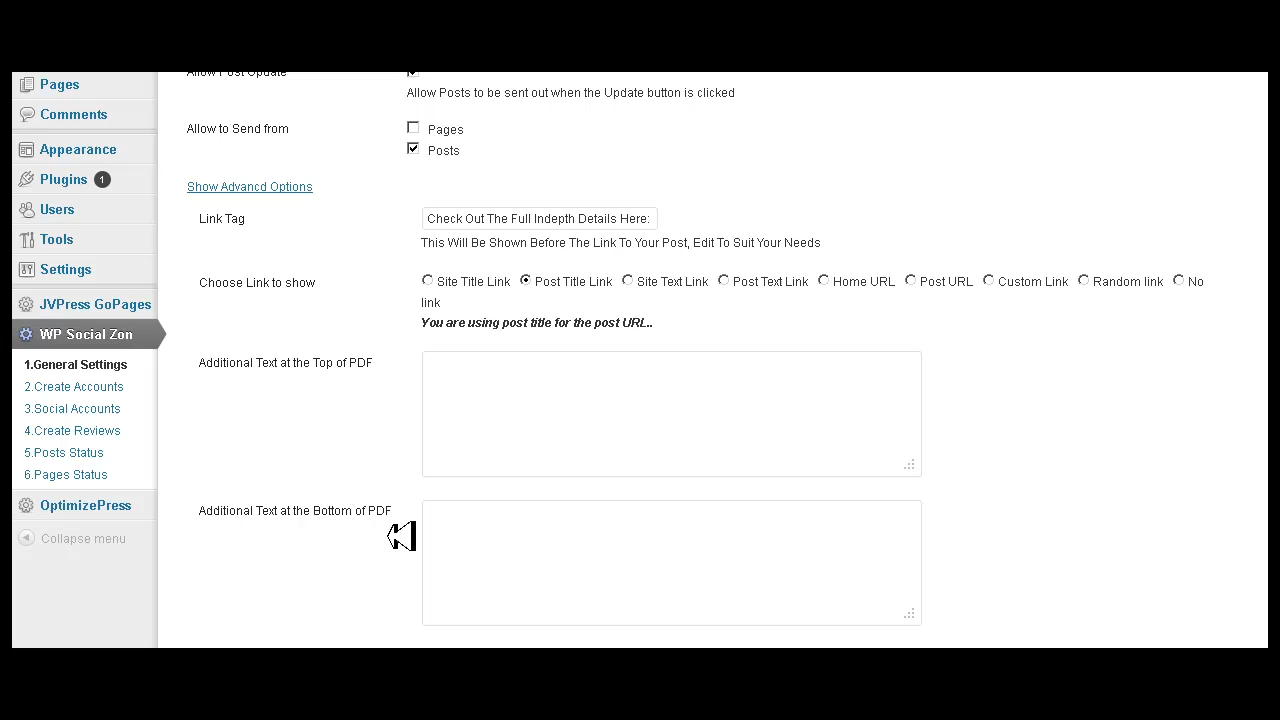 Allow Post Update
Pages
Allow Posts to be sent out when the Update button is clicked
Comments
Allow to Send from
Pages
Appearance
Posts
Plugins 1
Show Advancd Options
Users
Link Tag
Check Out The Full Indepth Details Here:
Tools
This Will Be Shown Before The Link To Your Post, Edit To Suit Your Needs
Settings
Choose Link to show
Site Title Link Post Title Link Site Text Link Post Text Link Home URL Post URL Custom Link Random link No
link
JVPress GoPages
You are using post title for the post URL..
WP Social Zon
1.General Settings
Additional Text at the Top of PDF
2.Create Accounts
3.Social Accounts
4.Create Reviews
5.Posts Status
6.Pages Status
OptimizePress
Additional Text at the Bottom of PDF
Collapse menu